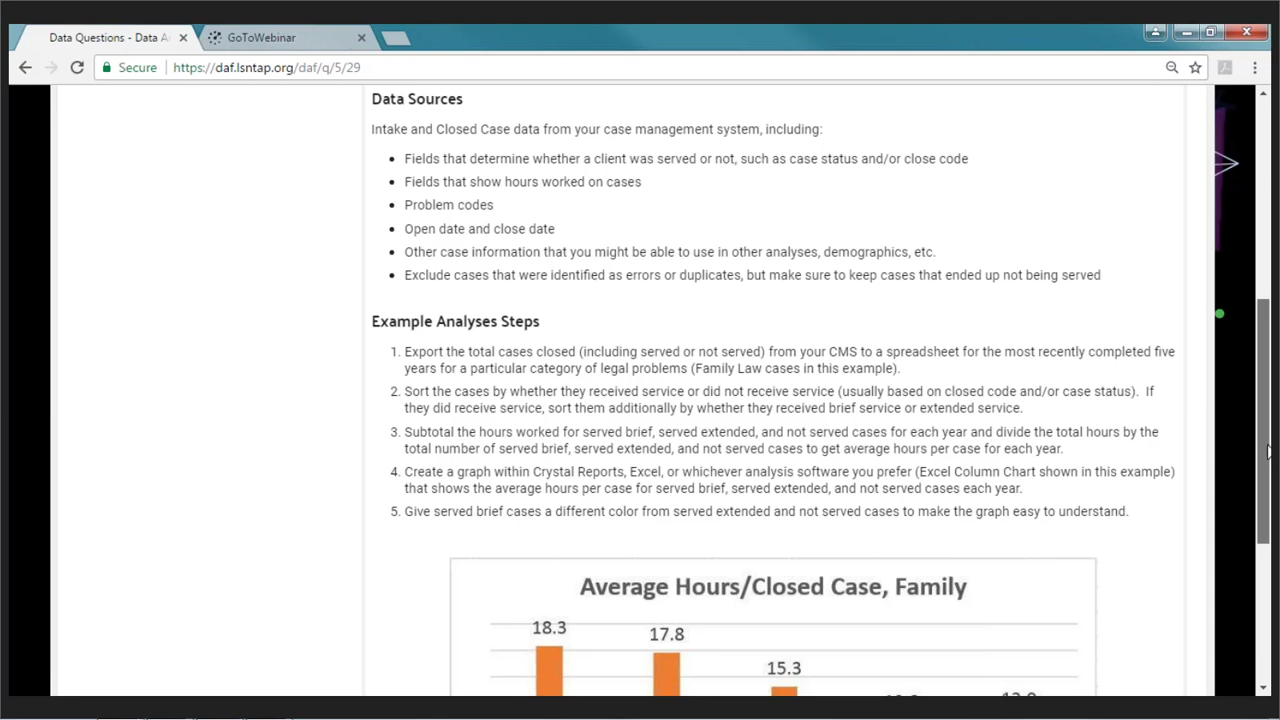 Data Questions - Data A
GoToWebinar
Secure https://daf.lsntap.org/daf/q/5/29
Data Sources
Intake and Closed Case data from your case management system, including:
Fields that determine whether a client was served or not, such as case status and/or close code
Fields that show hours worked on cases
Problem codes
Open date and close date
Other case information that you might be able to use in other analyses, demographics, etc.
Exclude cases that were identified as errors or duplicates, but make sure to keep cases that ended up not being served
Example Analyses Steps
1. Export the total cases closed (including served or not served) from your CMS to a spreadsheet for the most recently completed five
years for a particular category of legal problems (Family Law cases in this example).
2. Sort the cases by whether they received service or did not receive service (usually based on closed code and/or case status). If
they did receive service, sort them additionally by whether they received brief service or extended service.
3. Subtotal the hours worked for served brief, served extended, and not served cases for each year and divide the total hours by the
total number of served brief, served extended, and not served cases to get average hours per case for each year.
4. Create a graph within Crystal Reports, Excel, or whichever analysis software you prefer (Excel Column Chart shown in this example)
that shows the average hours per case for served brief, served extended, and not served cases each year.
5. Give served brief cases a different color from served extended and not served cases to make the graph easy to understand.
Average Hours/Closed Case, Family
18.3
17.8
15.3